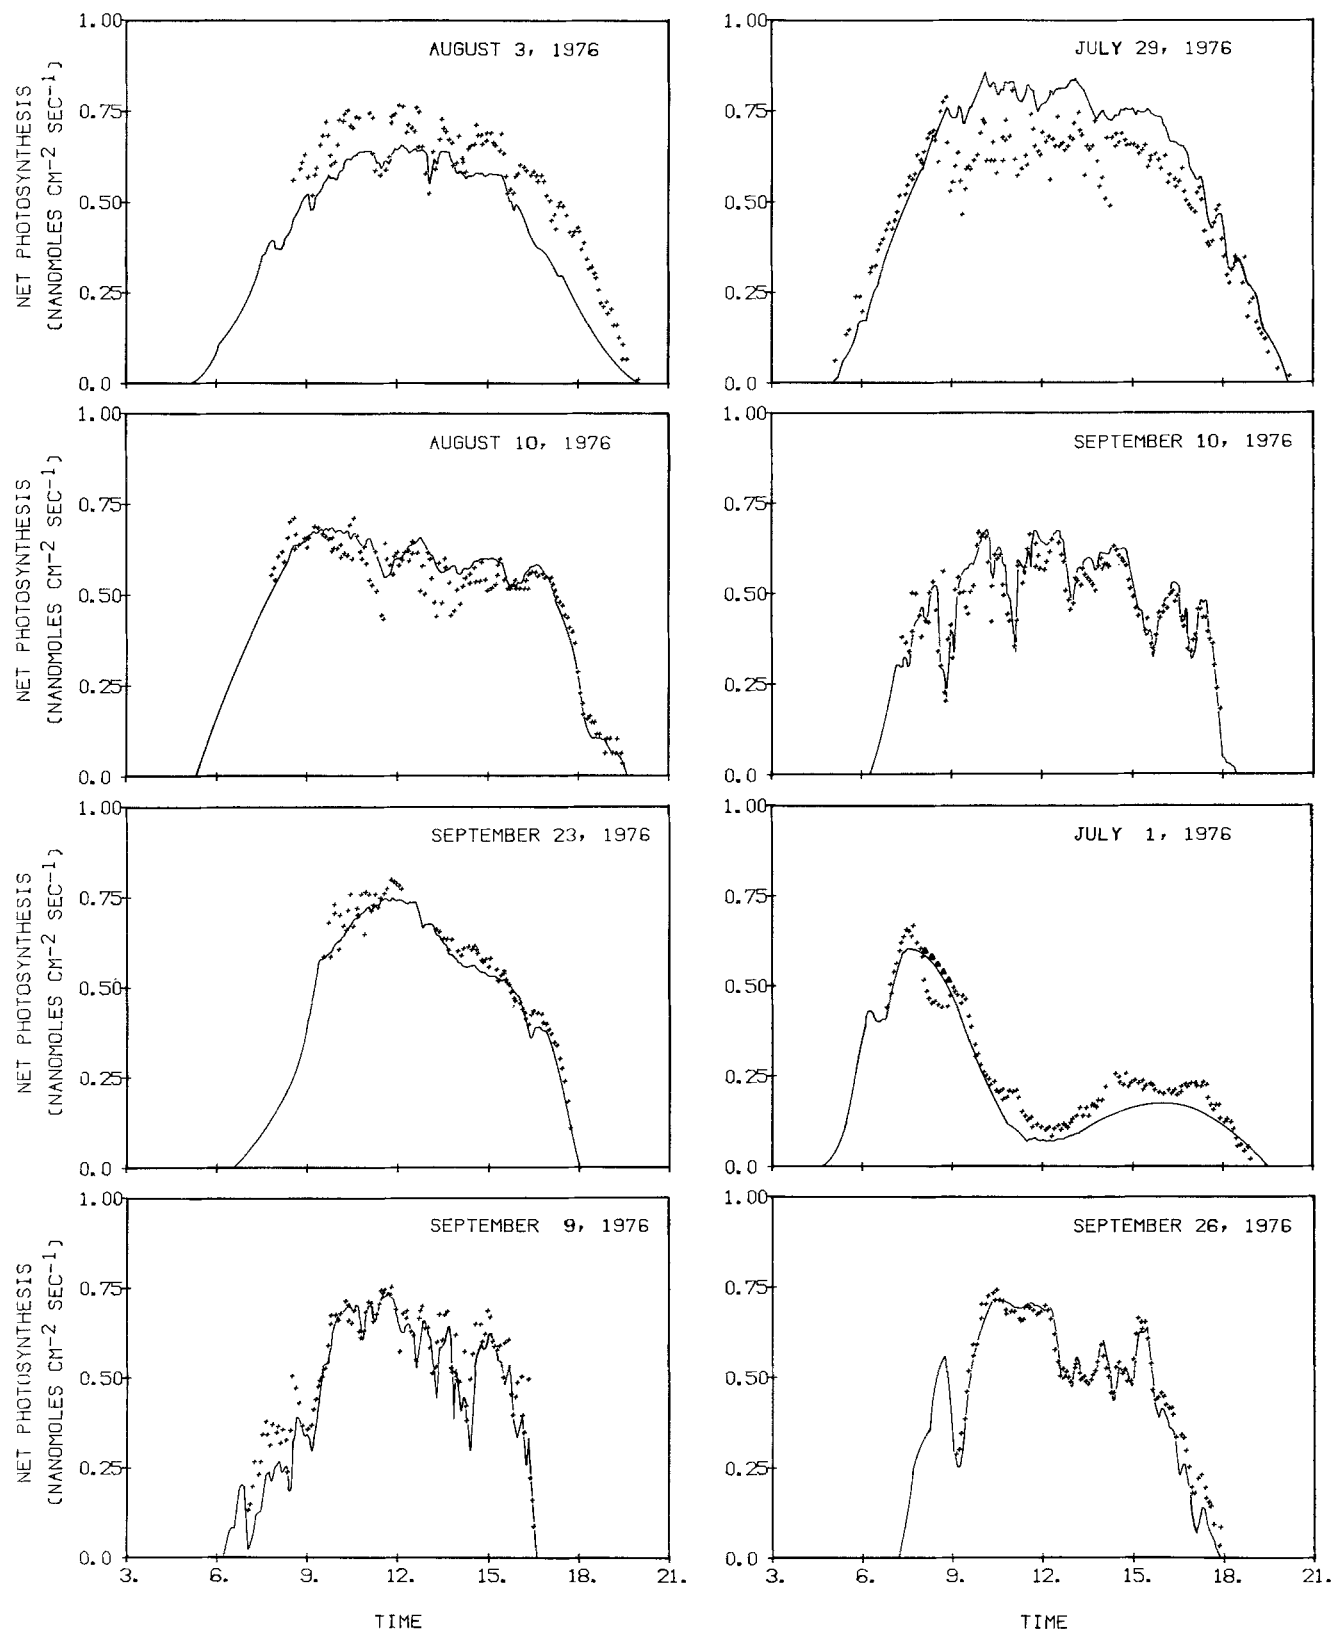 1.00
0.75
0.50
0.25
0.0
NET PHOTOSYNTHESIS
(NANOMOLES CM⁻² SEC⁻¹)
AUGUST 3, 1976
1.00
0.75
0.50
0.25
0.0
JULY 29, 1976
1.00
0.75
0.50
0.25
0.0
NET PHOTOSYNTHESIS
(NANOMOLES CM⁻² SEC⁻¹)
AUGUST 10, 1976
1.00
0.75
0.50
0.25
0.0
SEPTEMBER 10, 1976
1.00
0.75
0.50
0.25
0.0
NET PHOTOSYNTHESIS
(NANOMOLES CM⁻² SEC⁻¹)
SEPTEMBER 23, 1976
1.00
0.75
0.50
0.25
0.0
JULY 1, 1976
1.00
0.75
0.50
0.25
0.0
NET PHOTOSYNTHESIS
(NANOMOLES CM⁻² SEC⁻¹)
SEPTEMBER 9, 1976
3. 6. 9. 12. 15. 18. 21.
TIME
1.00
0.75
0.50
0.25
0.0
SEPTEMBER 26, 1976
3. 6. 9. 12. 15. 18. 21.
TIME